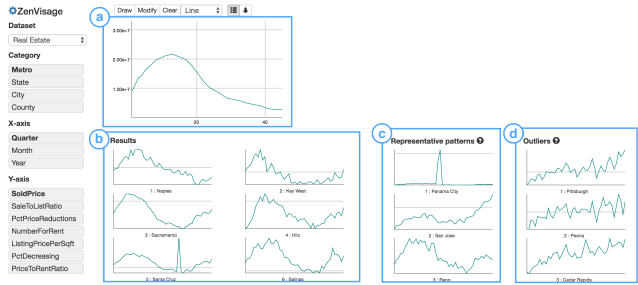 ZenVisage
Dataset
Real Estate
Category
Metro
State
City
County
X-axis
Quarter
Month
Year
Y-axis
SoldPrice
SaleToListRatio
PctPriceReductions
NumberForRent
ListingPricePerSqft
PctDecreasing
PriceToRentRatio
Draw Modify Clear Line
a
3.00e+7
2.00e+7
1.00e+7
20 40
b
Results
1 : Naples
2 : Key West
3 : Sacramento
4 : Hilo
5 : Santa Cruz
6 : Salinas
c
Representative patterns ?
1 : Panama City
2 : San Jose
3 : Reno
d
Outliers ?
1 : Pittsburgh
2 : Peoria
3 : Cedar Rapids